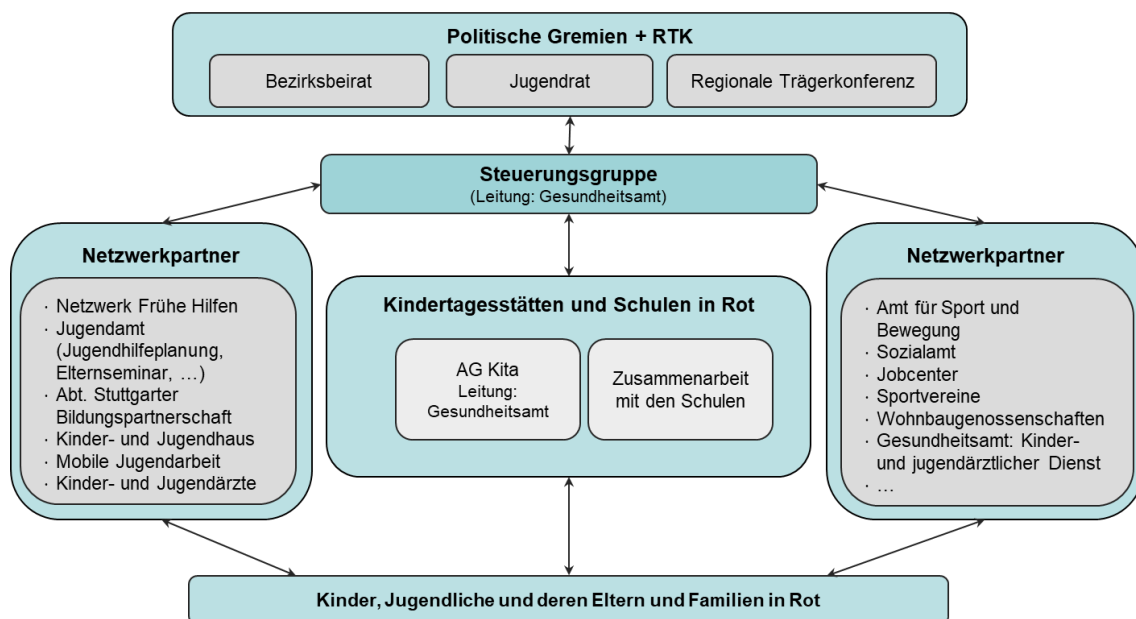 Politische Gremien + RTK
Bezirksbeirat
Jugendrat
Regionale Trägerkonferenz
Steuerungsgruppe
(Leitung: Gesundheitsamt)
Netzwerkpartner
· Netzwerk Frühe Hilfen
· Jugendamt
(Jugendhilfeplanung,
Elternseminar, …)
· Abt. Stuttgarter
Bildungspartnerschaft
· Kinder- und Jugendhaus
· Mobile Jugendarbeit
· Kinder- und Jugendärzte
Kindertagesstätten und Schulen in Rot
AG Kita
Leitung:
Gesundheitsamt
Zusammenarbeit
mit den Schulen
Netzwerkpartner
· Amt für Sport und
Bewegung
· Sozialamt
· Jobcenter
· Sportvereine
· Wohnbaugenossenschaften
· Gesundheitsamt: Kinder-
und jugendärztlicher Dienst
· …
Kinder, Jugendliche und deren Eltern und Familien in Rot